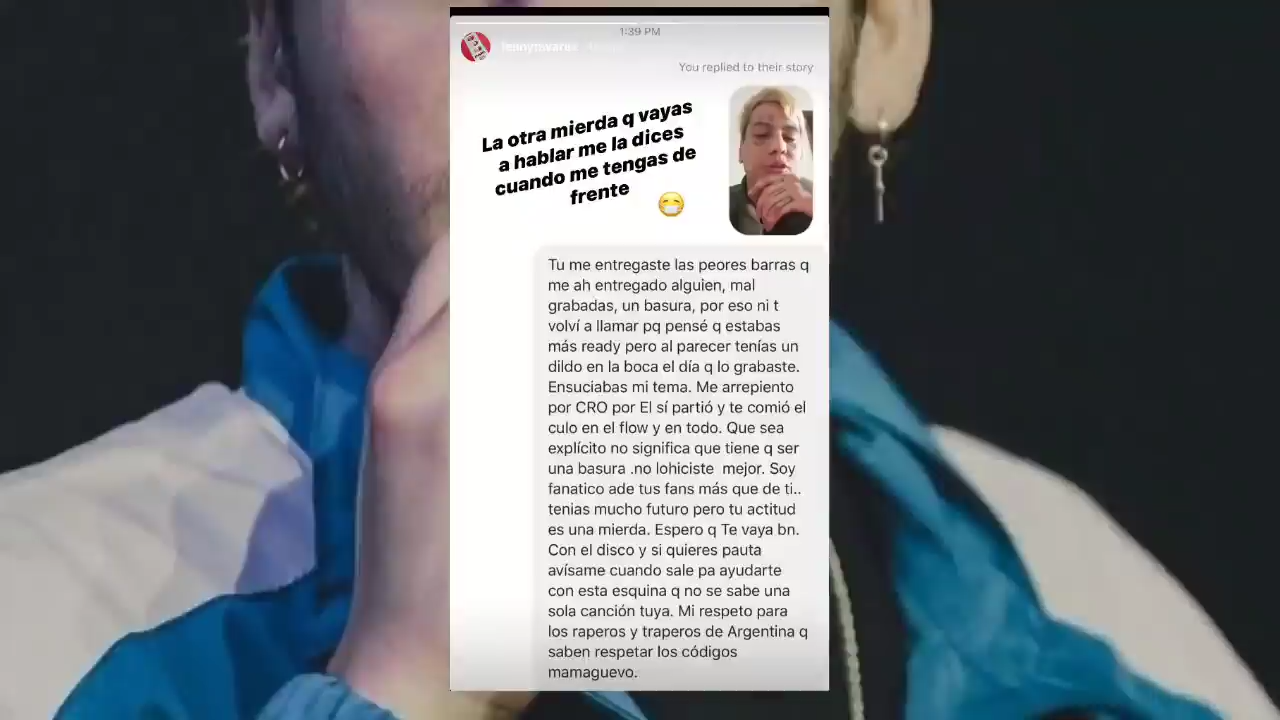 1:39 PM
You replied to their story
La otra mierda q vayas
a hablar me la dices
cuando me tengas de
frente
Tu me entregaste las peores barras q
me ah entregado alguien, mal
grabadas, un basura, por eso ni t
volví a llamar pq pensé q estabas
más ready pero al parecer tenías un
dildo en la boca el día q lo grabaste.
Ensuciabas mi tema. Me arrepiento
por CRO por El sí partió y te comió el
culo en el flow y en todo. Que sea
explícito no significa que tiene q ser
una basura .no lohiciste  mejor. Soy
fanatico ade tus fans más que de ti..
tenias mucho futuro pero tu actitud
es una mierda. Espero q Te vaya bn.
Con el disco y si quieres pauta
avísame cuando sale pa ayudarte
con esta esquina q no se sabe una
sola canción tuya. Mi respeto para
los raperos y traperos de Argentina q
saben respetar los códigos
mamaguevo.